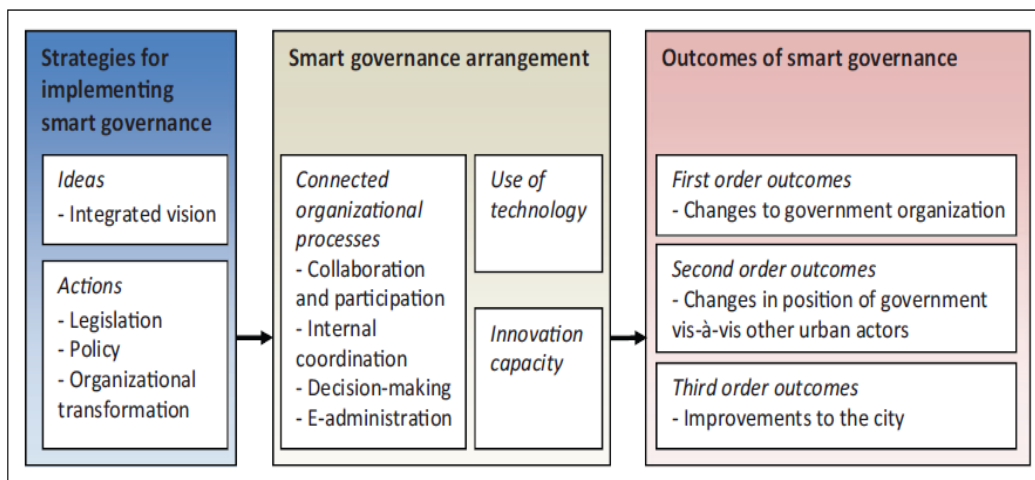 Strategies for
implementing
smart governance
Ideas
- Integrated vision
Actions
- Legislation
- Policy
- Organizational
transformation
Smart governance arrangement
Connected
organizational
processes
- Collaboration
and participation
- Internal
coordination
- Decision-making
- E-administration
Use of
technology
Innovation
capacity
Outcomes of smart governance
First order outcomes
- Changes to government organization
Second order outcomes
- Changes in position of government
vis-à-vis other urban actors
Third order outcomes
- Improvements to the city